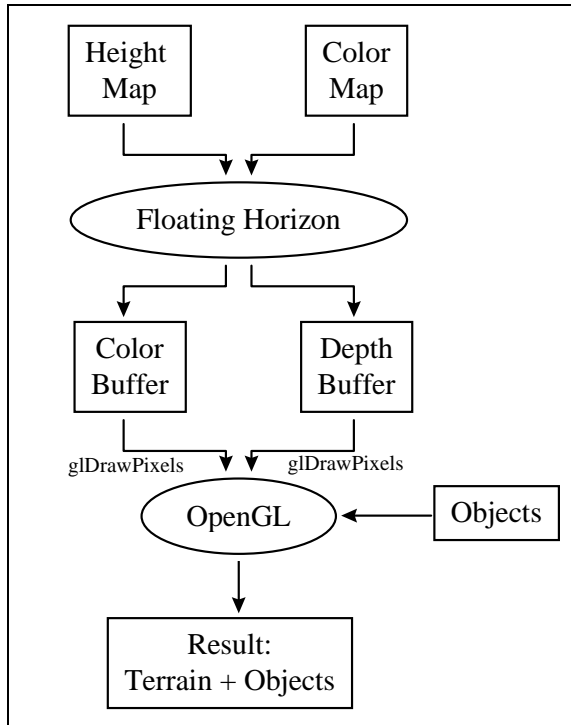 Height
Map
Color
Map
Floating Horizon
Color
Buffer
Depth
Buffer
glDrawPixels
glDrawPixels
OpenGL
Objects
Result:
Terrain + Objects